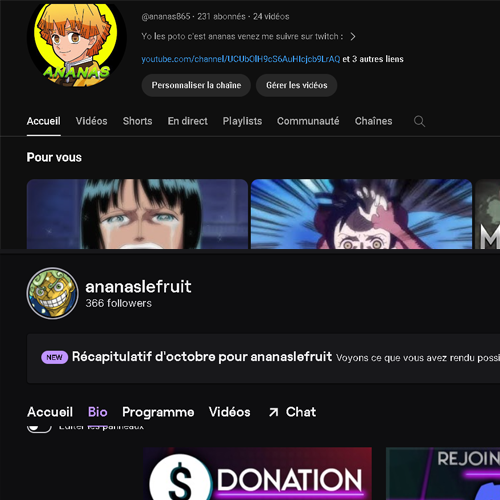 @ananas865 · 231 abonnés · 24 vidéos
Yo les poto c'est ananas venez me suivre sur twitch :
ANANAS
youtube.com/channel/UCUbOlH9cS6AuHIcjcb9LrAQ et 3 autres liens
Personnaliser la chaîne Gérer les vidéos
Accueil Vidéos Shorts En direct Playlists Communauté Chaînes
Pour vous
M
ananaslefruit
366 followers
NEW Récapitulatif d'octobre pour ananaslefruit Voyons ce que vous avez rendu possi
Accueil Bio Programme Vidéos Chat
Éditer les panneaux
$ DONATION
REJOIN